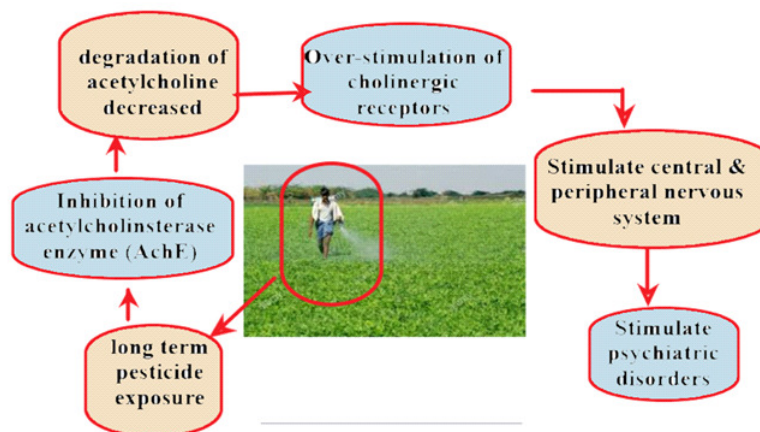 degradation of
acetylcholine
decreased
Over-stimulation of
cholinergic
receptors
Stimulate central &
peripheral nervous
system
Stimulate
psychiatric
disorders
Inhibition of
acetylcholinsterase
enzyme (AchE)
long term
pesticide
exposure